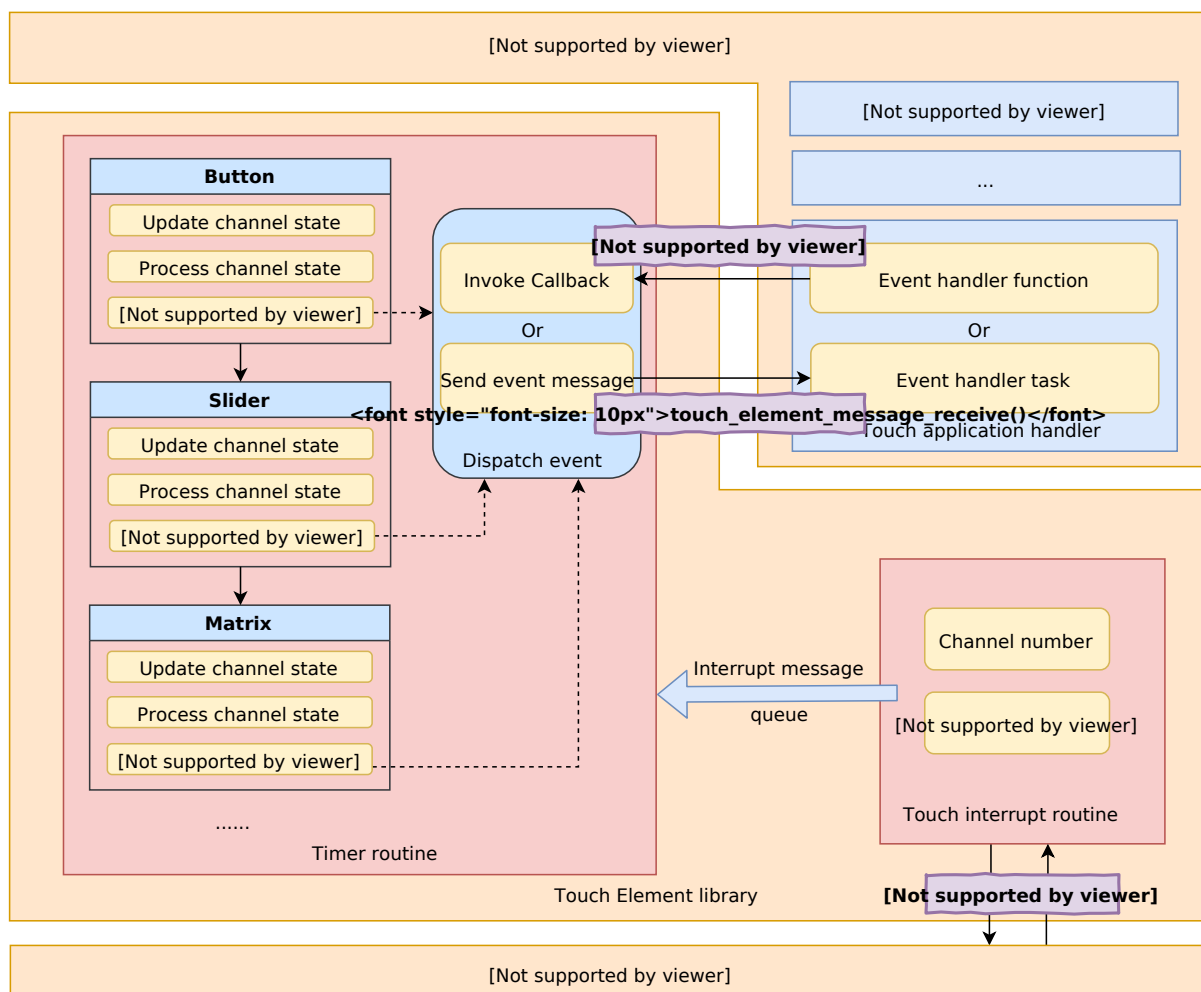 [Not supported by viewer]
[Not supported by viewer]
...
Button
Update channel state
Process channel state
[Not supported by viewer]
Slider
Update channel state
Process channel state
[Not supported by viewer]
Matrix
Update channel state
Process channel state
[Not supported by viewer]
......
Timer routine
Invoke Callback
Or
Send event message
Dispatch event
[Not supported by viewer]
<font style="font-size: 10px">touch_element_message_receive()</font>
Event handler function
Or
Event handler task
Touch application handler
Interrupt message
queue
Channel number
[Not supported by viewer]
Touch interrupt routine
[Not supported by viewer]
Touch Element library
[Not supported by viewer]